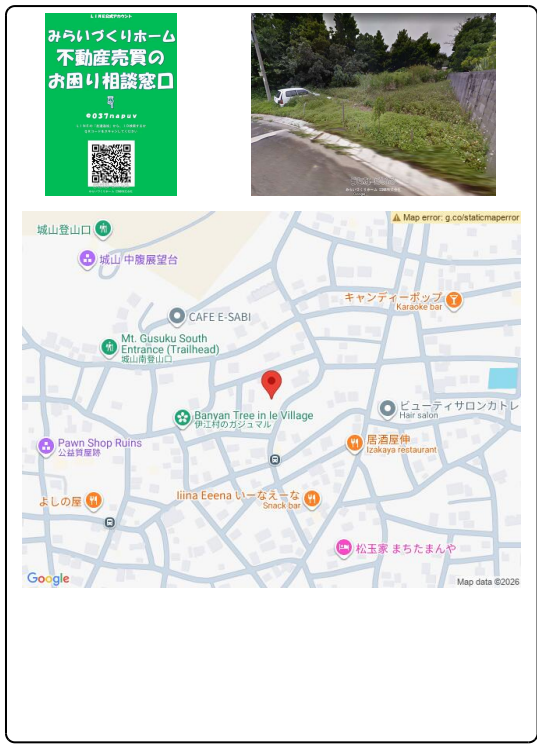 LINE公式アカウント
みらいづくりホーム
不動産売買の
お困り相談窓口
@037napuv
城山登山口
城山 中腹展望台
CAFE E-SABI
Mt. Gusuku South
Entrance (Trailhead)
城山南登山口
Banyan Tree in Ie Village
伊江村のガジュマル
Pawn Shop Ruins
公益質屋跡
よしの屋
Iiina Eeena いーなえーな
Snack bar
Map error: g.co/staticmaperror
キャンディーポップ
Karaoke bar
ビューティサロンカトレ
Hair salon
居酒屋伸
Izakaya restaurant
松玉家 まちたまんや
Google
Map data ©2026